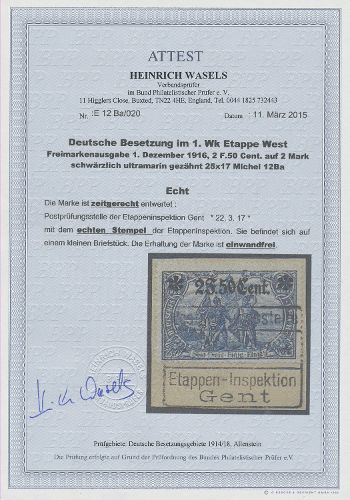 ATTEST
HEINRICH WASELS
Verbandsprüfer
im Bund Philatelistischer Prüfer e. V.
11 Higglers Close, Buxted, TN22 4HE, England, Tel. 0044 1825 732443
Nr. :E 12 Ba/020 Datum : 11. März 2015
Deutsche Besetzung im 1. Wk Etappe West
Freimarkenausgabe 1. Dezember 1916, 2 F.50 Cent. auf 2 Mark
schwärzlich ultramarin gezähnt 25x17 Michel 12Ba
Echt
Die Marke ist zeitgerecht entwertet :
Postprüfungsstelle der Etappeninspektion Gent * 22. 3. 17 *
mit dem echten Stempel der Etappeninspektion. Sie befindet sich auf
einem kleinen Briefstück. Die Erhaltung der Marke ist einwandfrei.
2 F. 50 Cent.
Etappen-Inspektion
Gent
Prüfgebiete: Deutsche Besetzungsgebiete 1914/18, Allenstein
Die Prüfung erfolgte auf Grund der Prüfordnung des Bundes Philatelistischer Prüfer e.V.